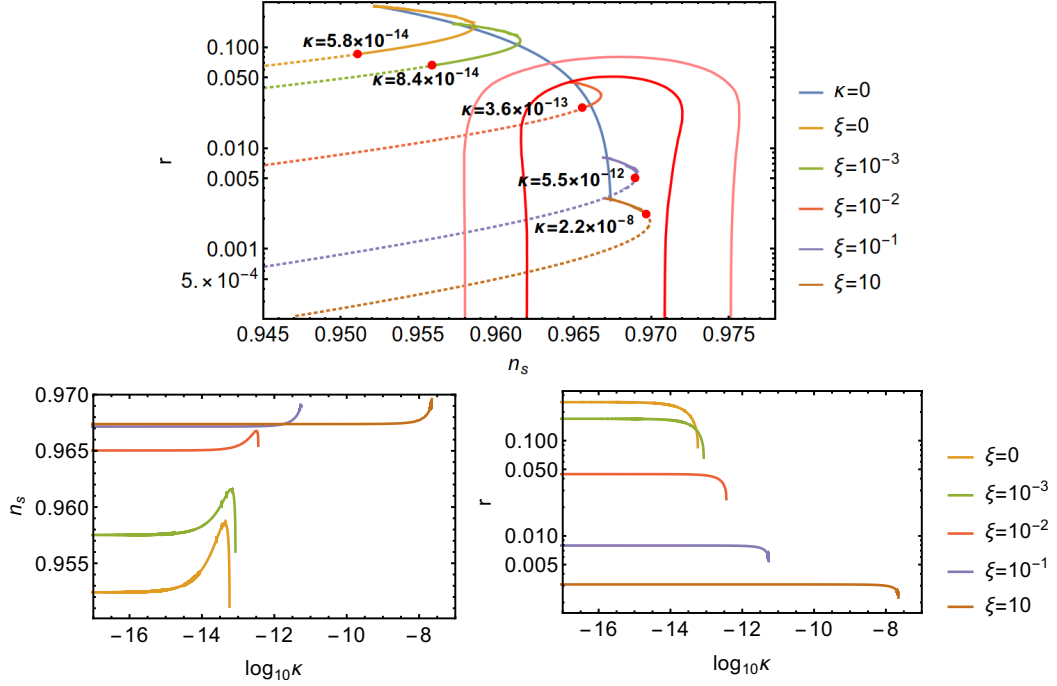 0.100
0.050
0.010
0.005
0.001
5.×10⁻⁴
r
κ=5.8×10⁻¹⁴
κ=8.4×10⁻¹⁴
κ=3.6×10⁻¹³
κ=5.5×10⁻¹²
κ=2.2×10⁻⁸
0.945 0.950 0.955 0.960 0.965 0.970 0.975
nₛ
κ=0
ξ=0
ξ=10⁻³
ξ=10⁻²
ξ=10⁻¹
ξ=10
0.970
0.965
0.960
0.955
nₛ
−16 −14 −12 −10 −8
log₁₀κ
0.100
0.050
0.010
0.005
r
−16 −14 −12 −10 −8
log₁₀κ
ξ=0
ξ=10⁻³
ξ=10⁻²
ξ=10⁻¹
ξ=10